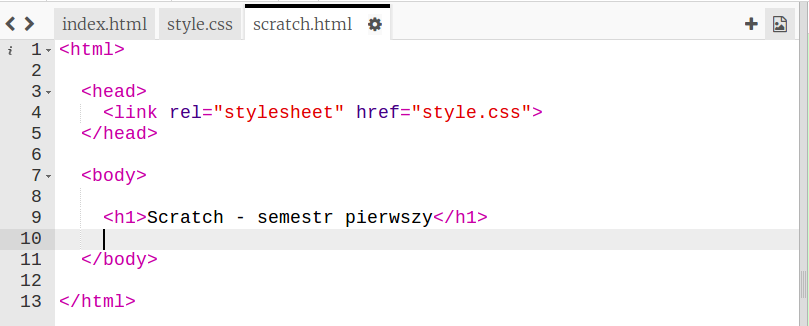 index.html style.css scratch.html
i 1 <html>
2
3 <head>
4 <link rel="stylesheet" href="style.css">
5 </head>
6
7 <body>
8
9 <h1>Scratch - semestr pierwszy</h1>
10
11 </body>
12
13 </html>